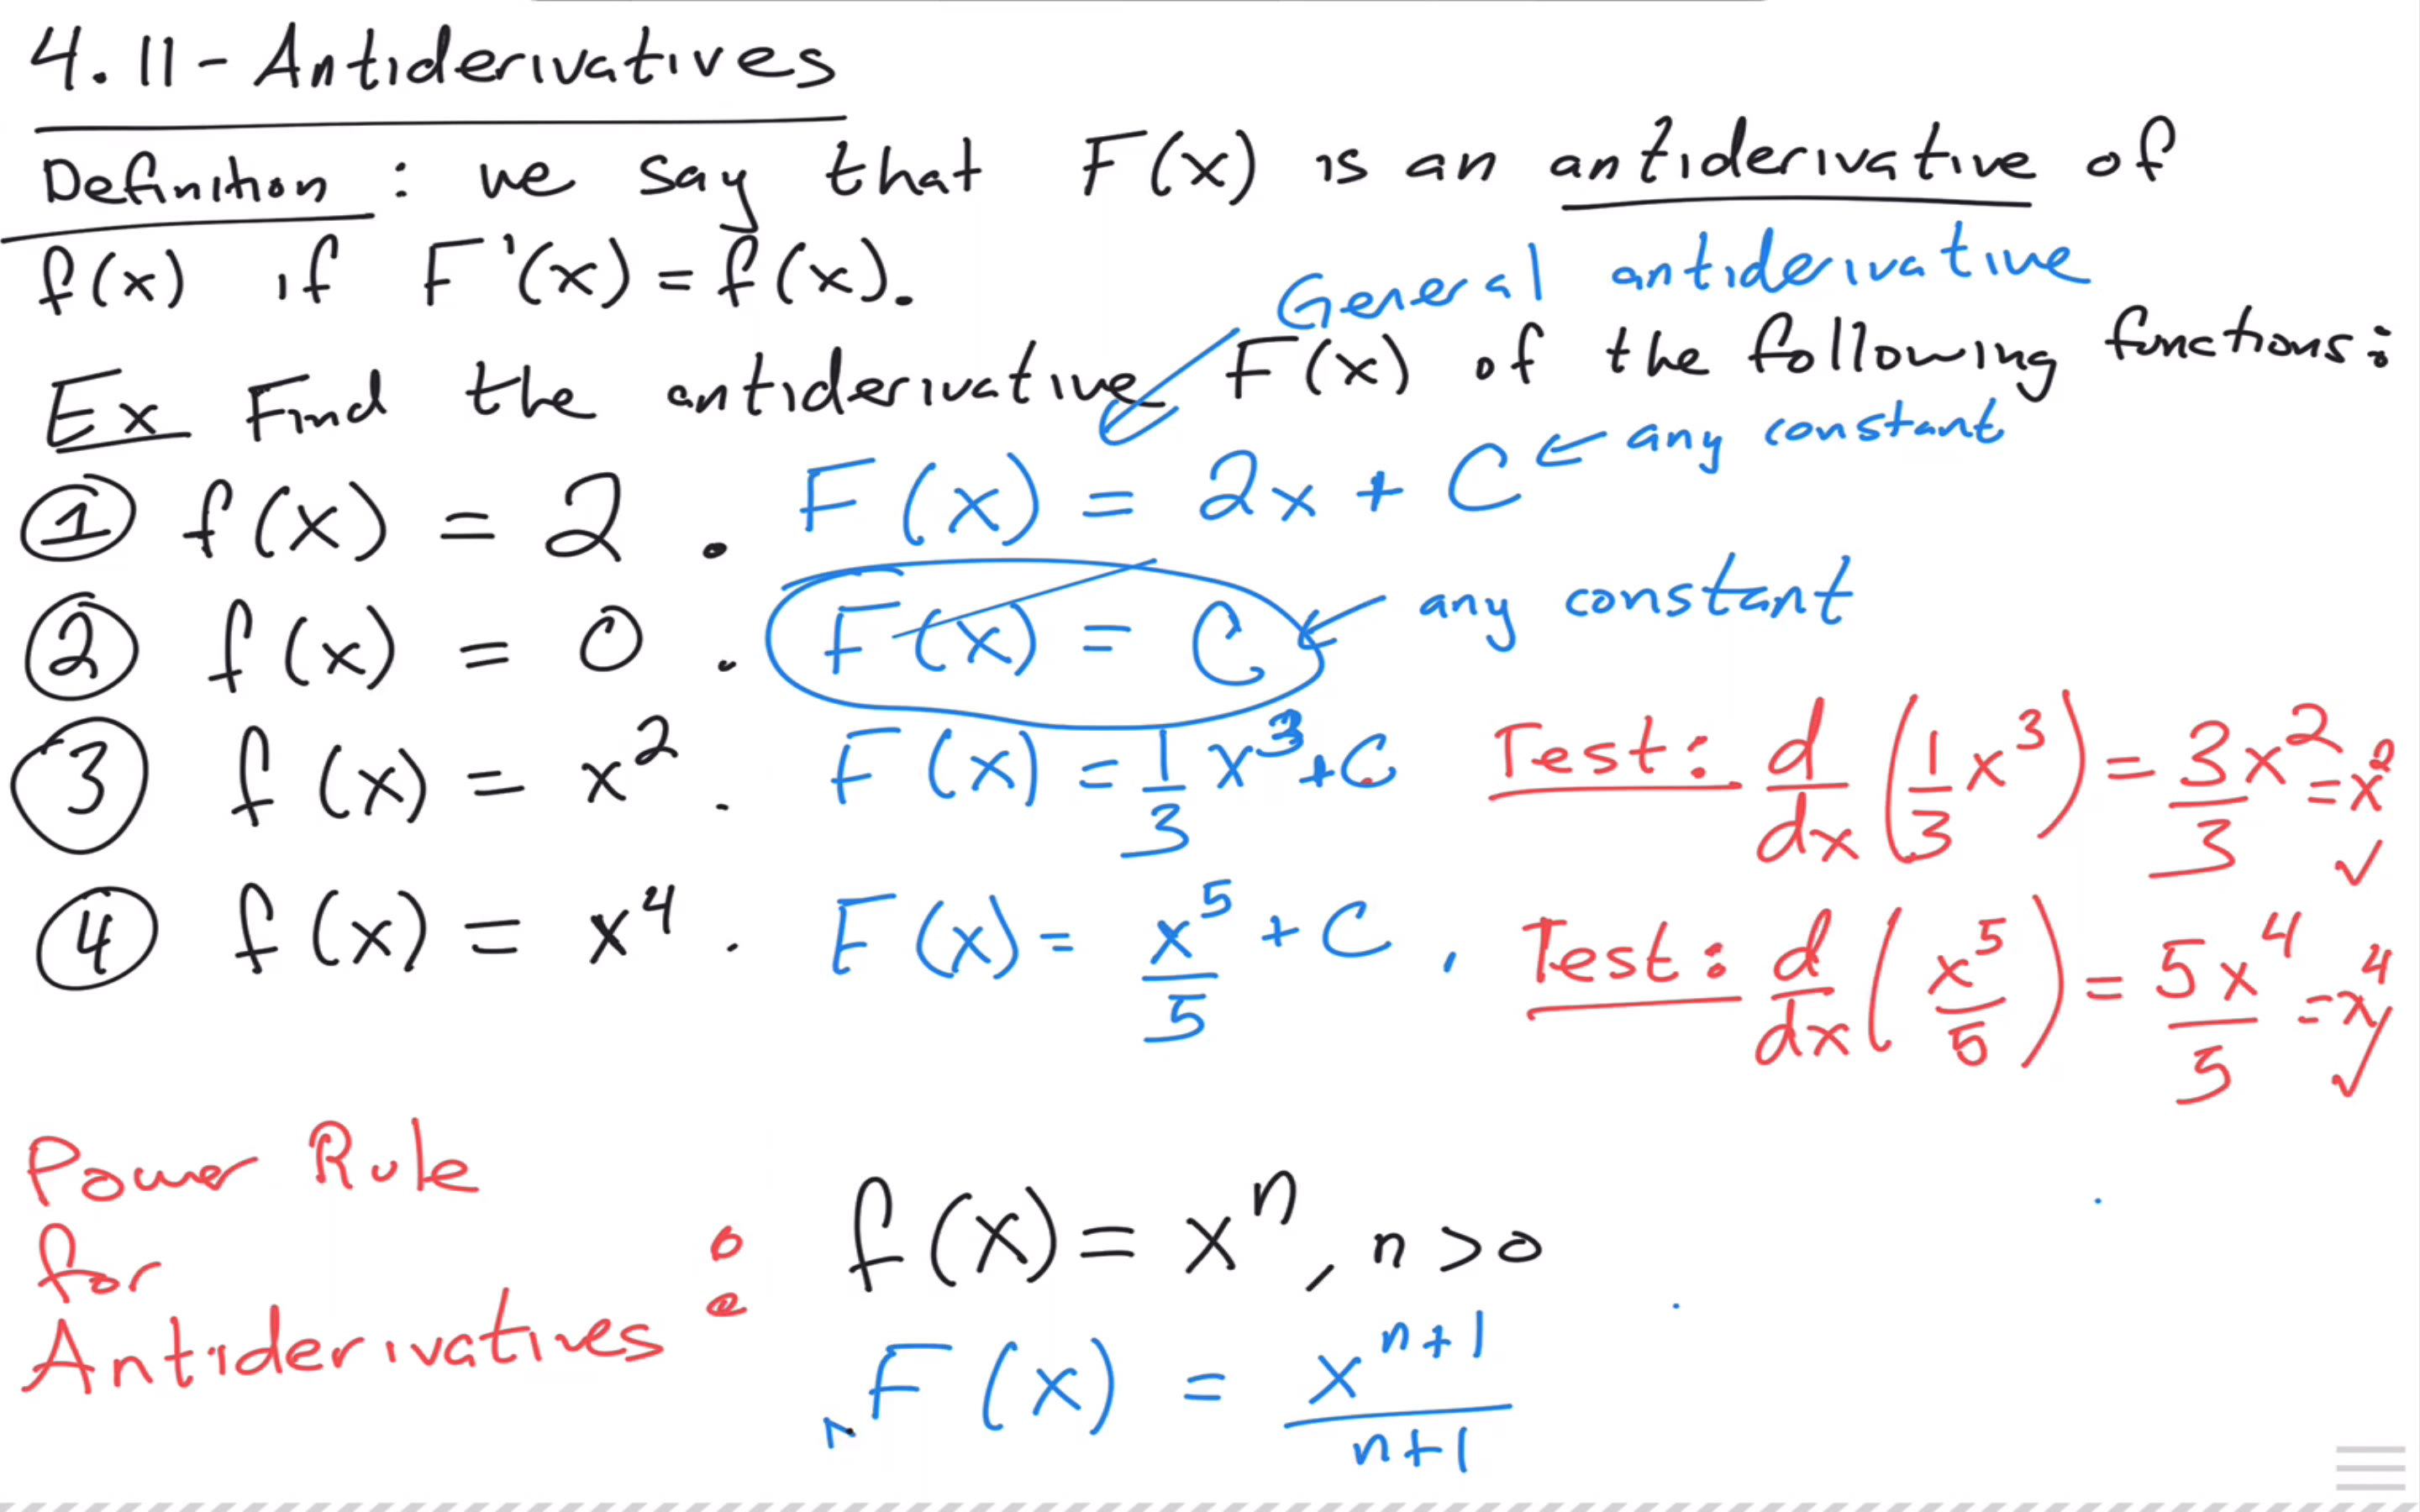 4.11 - Antiderivatives
Definition : we say that F(x) is an antiderivative of
f(x) if F'(x) = f(x).
General antiderivative
Ex Find the antiderivative F(x) of the following functions:
① f(x) = 2 . F(x) = 2x + C ← any constant
② f(x) = 0 . F(x) = C ← any constant
③ f(x) = x² . F(x) = 1/3 x³ + C Test: d/dx (1/3 x³) = 3x²/3 = x² ✓
④ f(x) = x⁴ . F(x) = x⁵/5 + C , Test: d/dx (x⁵/5) = 5x⁴/5 = x⁴ ✓
Power Rule
for
Antiderivatives :
f(x) = xⁿ, n > 0
F(x) = xⁿ⁺¹/n+1